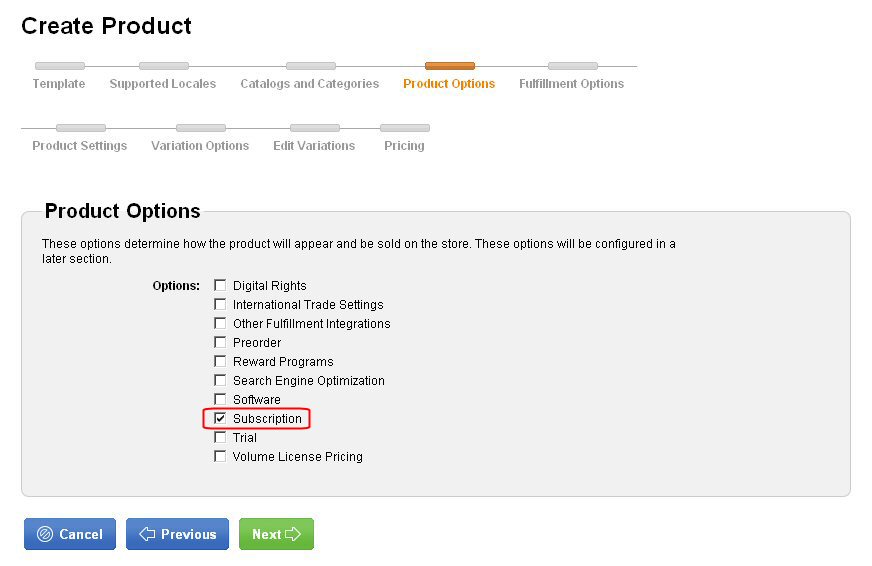 Create Product
Template Supported Locales Catalogs and Categories Product Options Fulfillment Options
Product Settings Variation Options Edit Variations Pricing
Product Options
These options determine how the product will appear and be sold on the store. These options will be configured in a
later section.
Options: Digital Rights
International Trade Settings
Other Fulfillment Integrations
Preorder
Reward Programs
Search Engine Optimization
Software
Subscription
Trial
Volume License Pricing
Cancel Previous Next